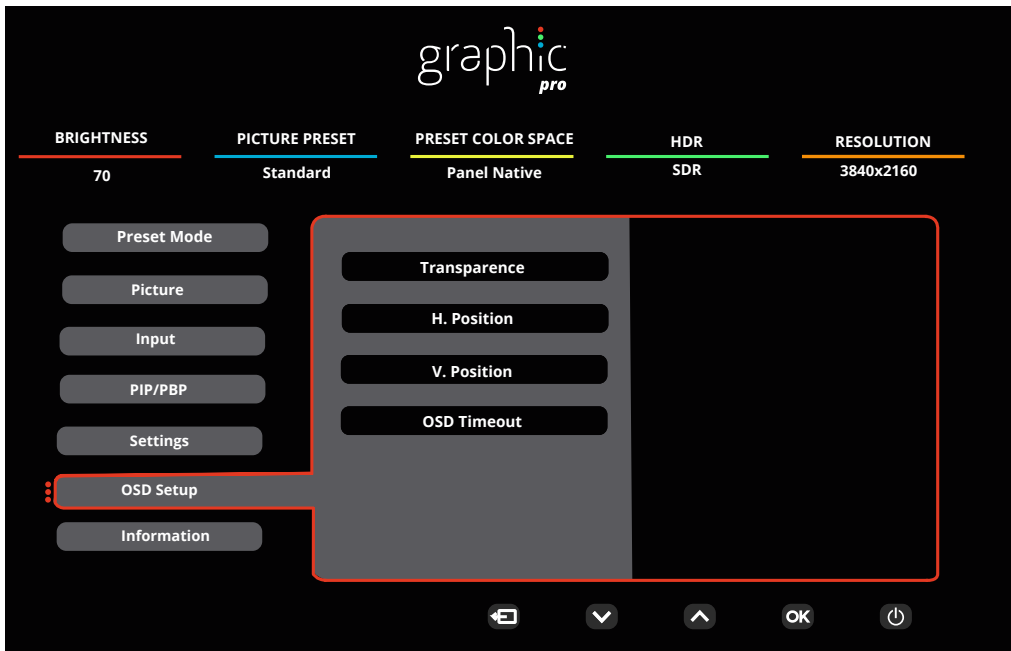 graphic
pro
BRIGHTNESS PICTURE PRESET PRESET COLOR SPACE HDR RESOLUTION
70 Standard Panel Native SDR 3840x2160
Preset Mode
Picture
Input
PIP/PBP
Settings
OSD Setup
Information
Transparence
H. Position
V. Position
OSD Timeout
OK